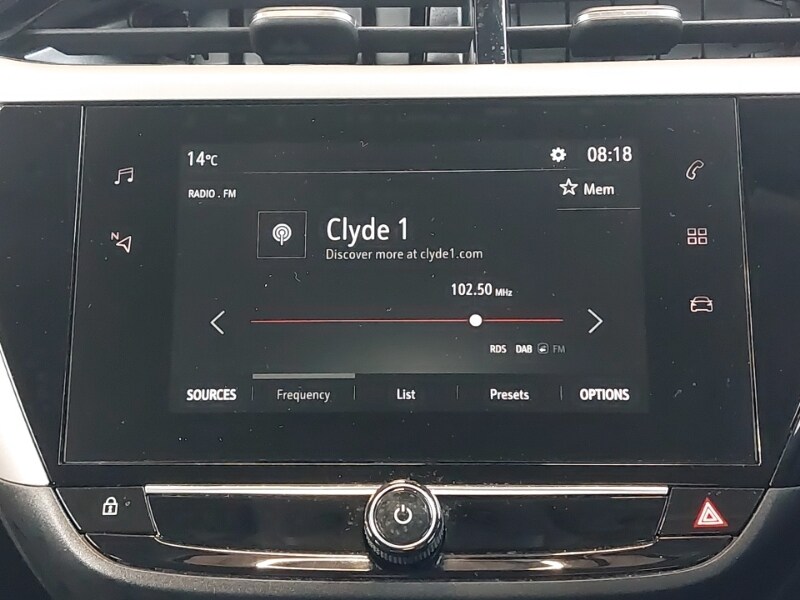 14°C
08:18
RADIO . FM
Mem
Clyde 1
Discover more at clyde1.com
102.50 MHz
RDS DAB FM
SOURCES Frequency List Presets OPTIONS
N